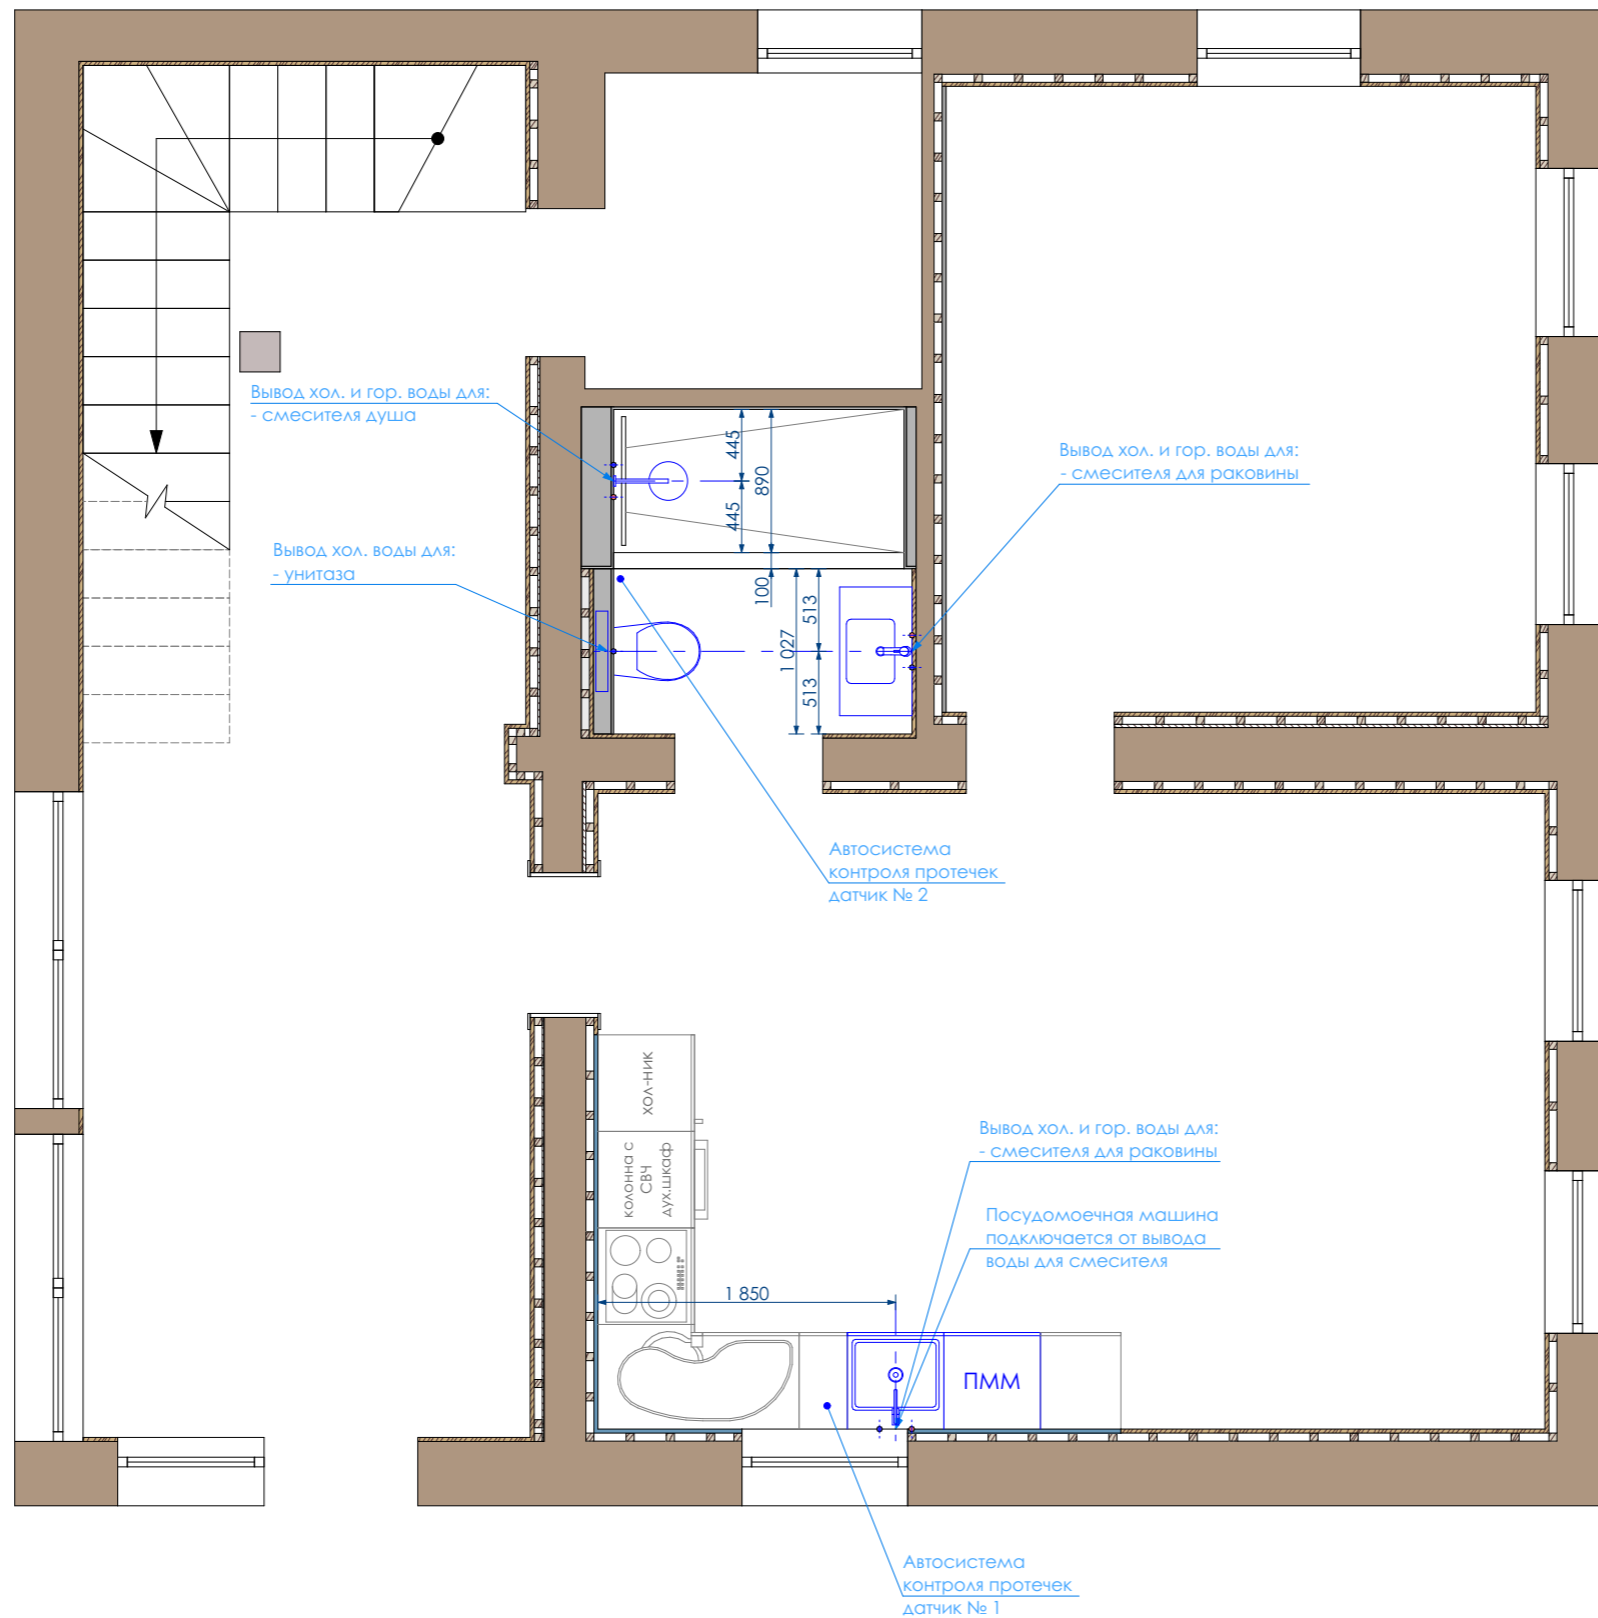 Вывод хол. и гор. воды для:
- смесителя душа
445
890
445
Вывод хол. и гор. воды для:
- смесителя для раковины
Вывод хол. воды для:
- унитаза
100
513
1 027
513
Автосистема
контроля протечек
датчик № 2
ХОЛ-НИК
колонна с
СВЧ
дух.шкаф
Вывод хол. и гор. воды для:
- смесителя для раковины
Посудомоечная машина
подключается от вывода
воды для смесителя
1 850
ПММ
Автосистема
контроля протечек
датчик № 1